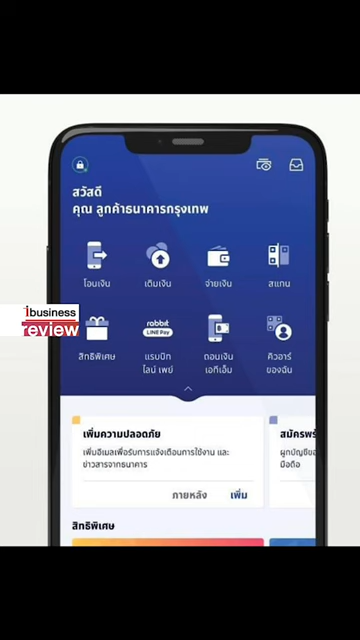 สวัสดี
คุณ ลูกค้าธนาคารกรุงเทพ
โอนเงิน
เติมเงิน
จ่ายเงิน
สแกน
ibusiness
review
สิทธิพิเศษ
rabbit
LINE Pay
แรบบิท
ไลน์ เพย์
ถอนเงิน
เอทีเอ็ม
คิวอาร์
ของฉัน
เพิ่มความปลอดภัย
เพิ่มอีเมลเพื่อรับการแจ้งเตือนการใช้งาน และ
ข่าวสารจากธนาคาร
ภายหลัง
เพิ่ม
สมัครพร้
ผูกบัญชีขอ
มือถือ
สิทธิพิเศษ